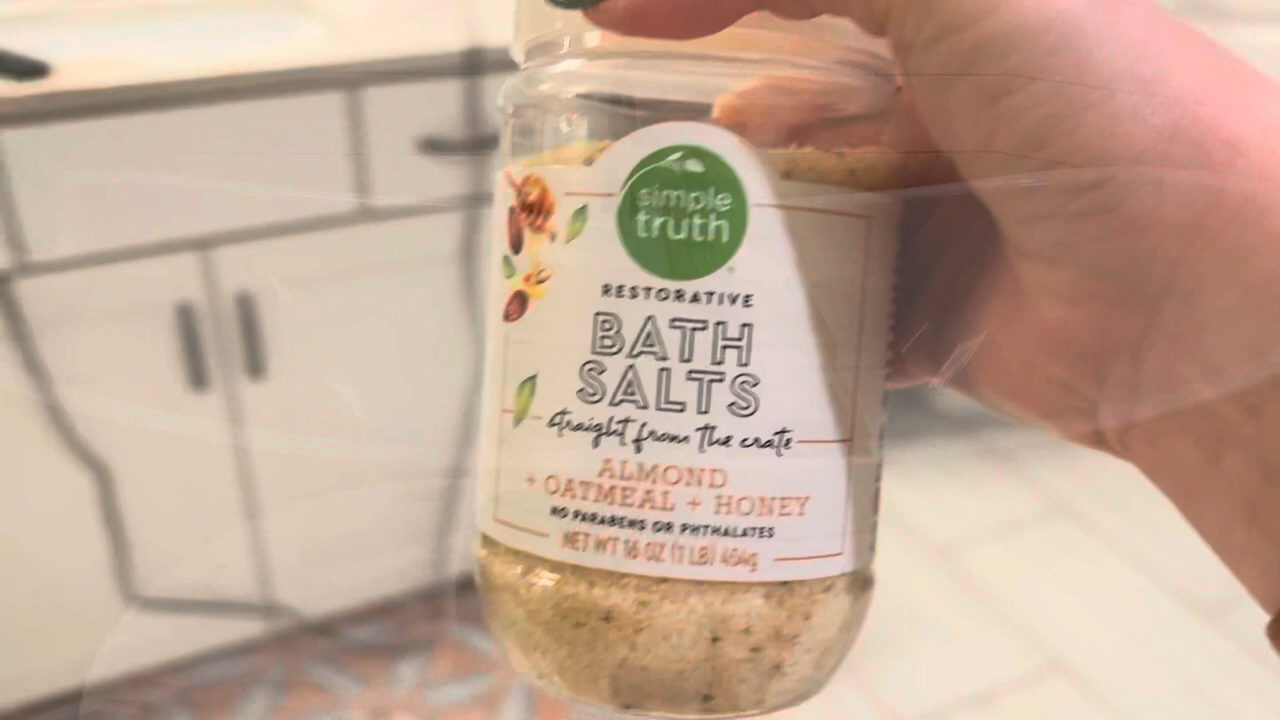 simple
truth
RESTORATIVE
BATH
SALTS
straight from the crate
ALMOND
+ OATMEAL + HONEY
NO PARABENS OR PHTHALATES
NET WT 16 OZ (1 LB) 454g